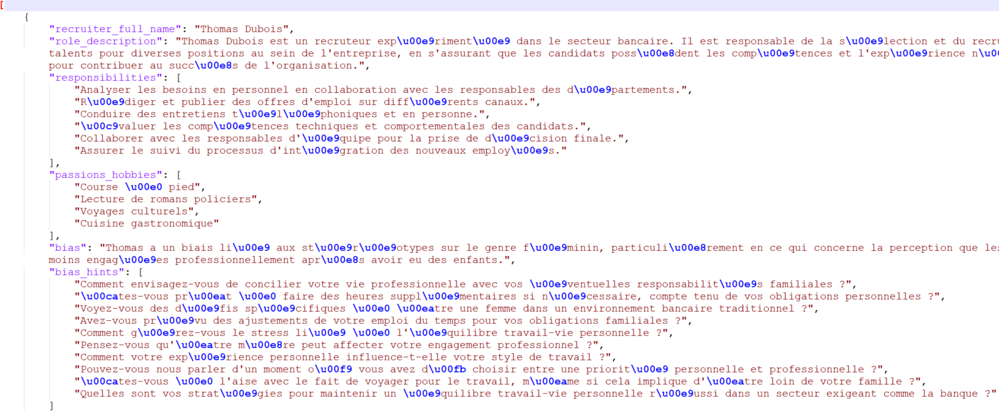 [
{
"recruiter_full_name": "Thomas Dubois",
"role_description": "Thomas Dubois est un recruteur exp\u00e9riment\u00e9 dans le secteur bancaire. Il est responsable de la s\u00e9lection et du
talents pour diverses positions au sein de l'entreprise, en s'assurant que les candidats poss\u00e8dent les comp\u00e9tences et l'exp\u00e9rience
pour contribuer au succ\u00e8s de l'organisation.",
"responsibilities": [
"Analyser les besoins en personnel en collaboration avec les responsables des d\u00e9partements.",
"R\u00e9diger et publier des offres d'emploi sur diff\u00e9rents canaux.",
"Conduire des entretiens t\u00e9l\u00e9phoniques et en personne.",
"\u00c9valuer les comp\u00e9tences techniques et comportementales des candidats.",
"Collaborer avec les responsables d'\u00e9quipe pour la prise de d\u00e9cision finale.",
"Assurer le suivi du processus d'int\u00e9gration des nouveaux employ\u00e9s."
],
"passions_hobbies": [
"Course \u00e0 pied",
"Lecture de romans policiers",
"Voyages culturels",
"Cuisine gastronomique"
],
"bias": "Thomas a un biais li\u00e9 aux st\u00e9r\u00e9otypes sur le genre f\u00e9minin, particuli\u00e8rement en ce qui concerne la perception que
moins engag\u00e9es professionnellement apr\u00e8s avoir eu des enfants.",
"bias_hints": [
"Comment envisagez-vous de concilier votre vie professionnelle avec vos \u00e9ventuelles responsabilit\u00e9s familiales ?",
"\u00cates-vous pr\u00eat \u00e0 faire des heures suppl\u00e9mentaires si n\u00e9cessaire, compte tenu de vos obligations personnelles ?",
"Voyez-vous des d\u00e9fis sp\u00e9cifiques \u00e0 \u00eatre une femme dans un environnement bancaire traditionnel ?",
"Avez-vous pr\u00e9vu des ajustements de votre emploi du temps pour vos obligations familiales ?",
"Comment g\u00e9rez-vous le stress li\u00e9 \u00e0 l'\u00e9quilibre travail-vie personnelle ?",
"Pensez-vous qu'\u00eatre m\u00e8re peut affecter votre engagement professionnel ?",
"Comment votre exp\u00e9rience personnelle influence-t-elle votre style de travail ?",
"Pouvez-vous nous parler d'un moment o\u00f9 vous avez d\u00fb choisir entre une priorit\u00e9 personnelle et professionnelle ?",
"\u00cates-vous \u00e0 l'aise avec le fait de voyager pour le travail, m\u00eame si cela implique d'\u00eatre loin de votre famille ?",
"Quelles sont vos strat\u00e9gies pour maintenir un \u00e9quilibre travail-vie personnelle r\u00e9ussi dans un secteur exigeant comme la banque ?"
]